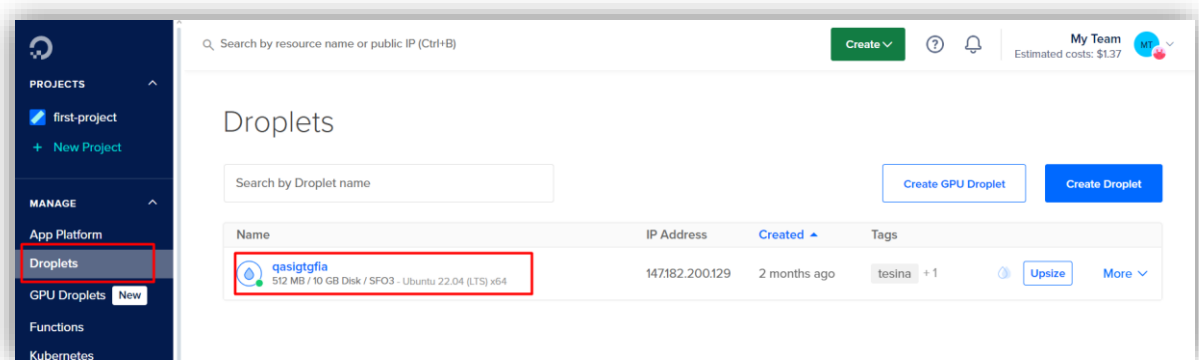 Search by resource name or public IP (Ctrl+B)
Create
?
My Team
Estimated costs: $1.37
MT
PROJECTS
first-project
+ New Project
MANAGE
App Platform
Droplets
GPU Droplets New
Functions
Kubernetes
Droplets
Search by Droplet name
Create GPU Droplet
Create Droplet
Name IP Address Created Tags
qasigtgfia
512 MB / 10 GB Disk / SFO3 - Ubuntu 22.04 (LTS) x64
147.182.200.129 2 months ago tesina +1 Upsize More